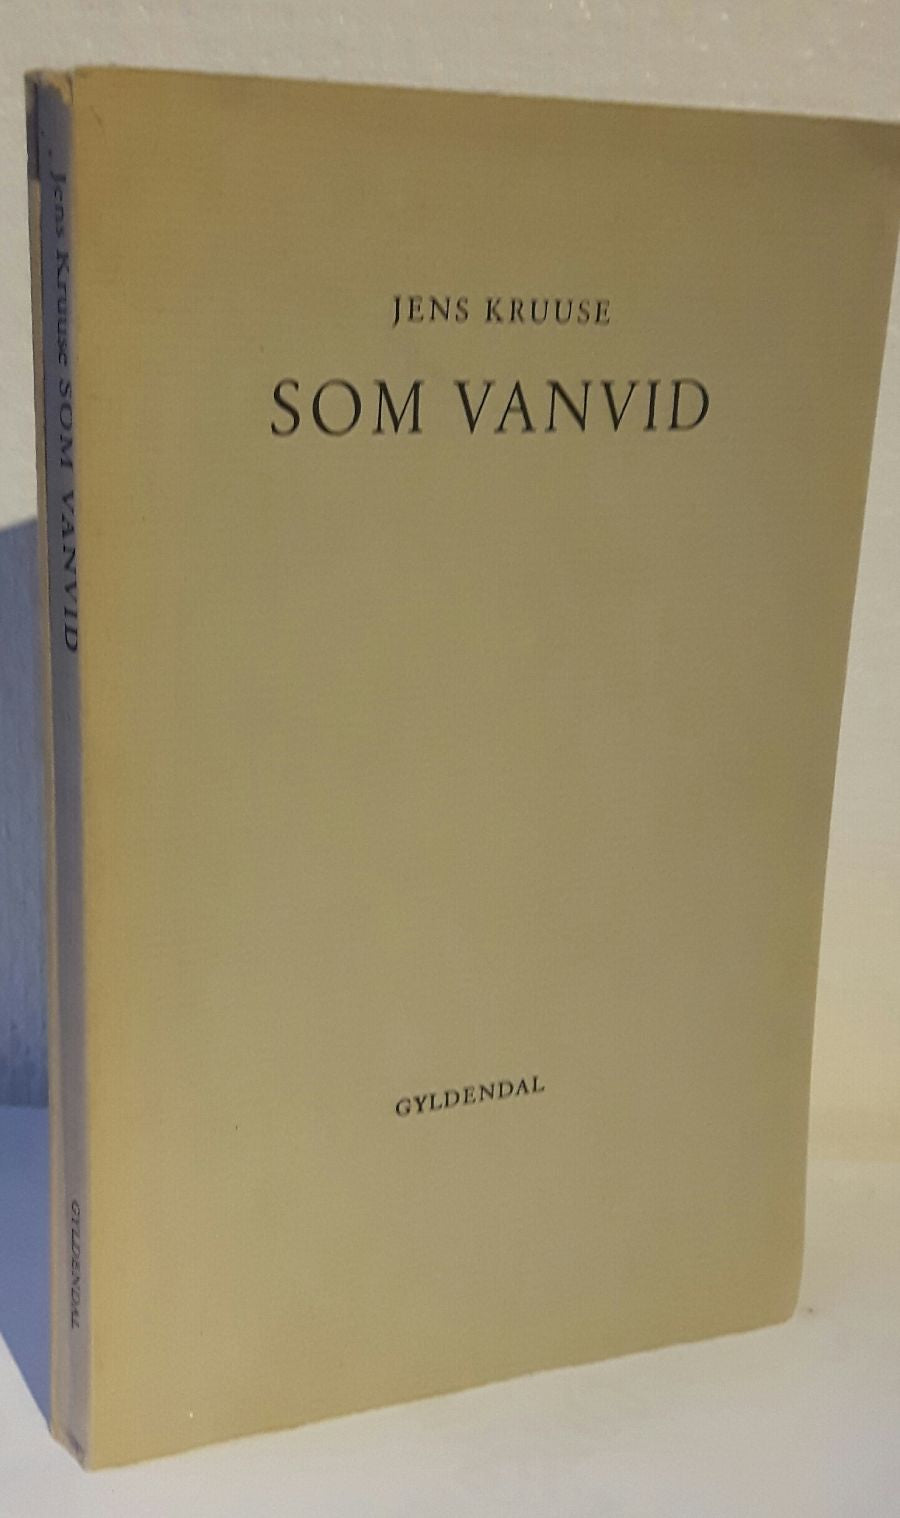 JENS KRUUSE
SOM VANVID
GYLDENDAL
Jens Kruuse SOM VANVID
GYLDENDAL